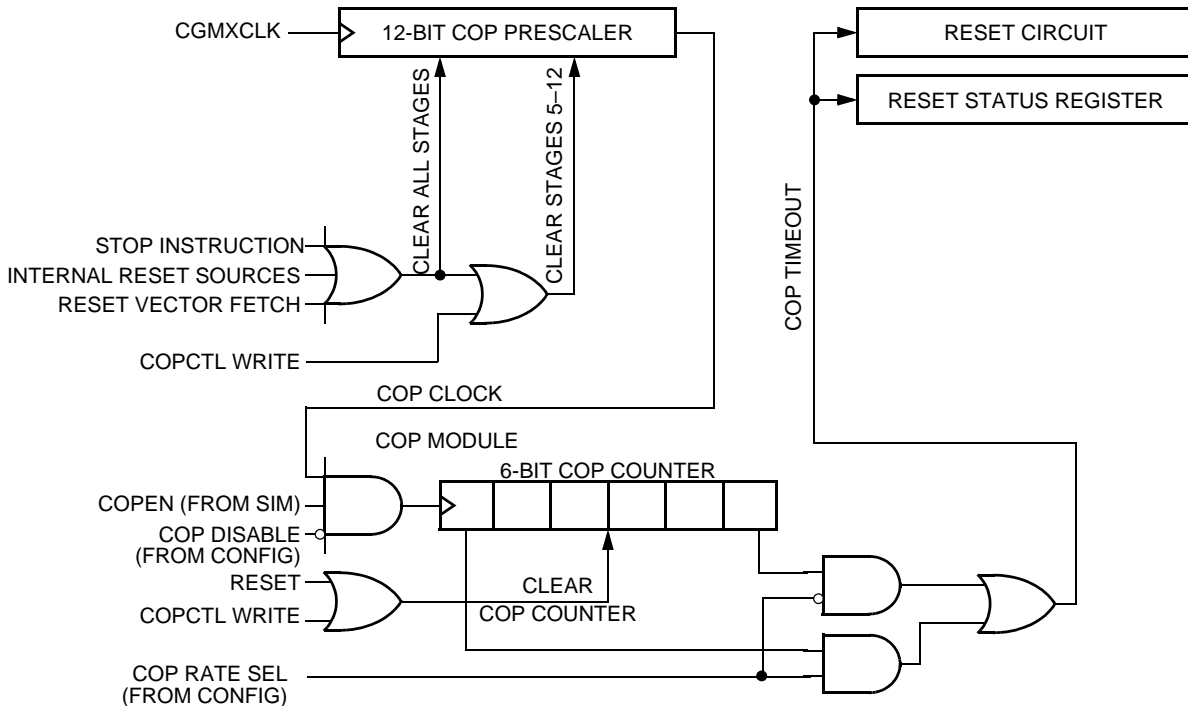 CGMXCLK
12-BIT COP PRESCALER
RESET CIRCUIT
RESET STATUS REGISTER
CLEAR ALL STAGES
CLEAR STAGES 5–12
COP TIMEOUT
STOP INSTRUCTION
INTERNAL RESET SOURCES
RESET VECTOR FETCH
COPCTL WRITE
COP CLOCK
COP MODULE
6-BIT COP COUNTER
COPEN (FROM SIM)
COP DISABLE
(FROM CONFIG)
RESET
COPCTL WRITE
CLEAR
COP COUNTER
COP RATE SEL
(FROM CONFIG)